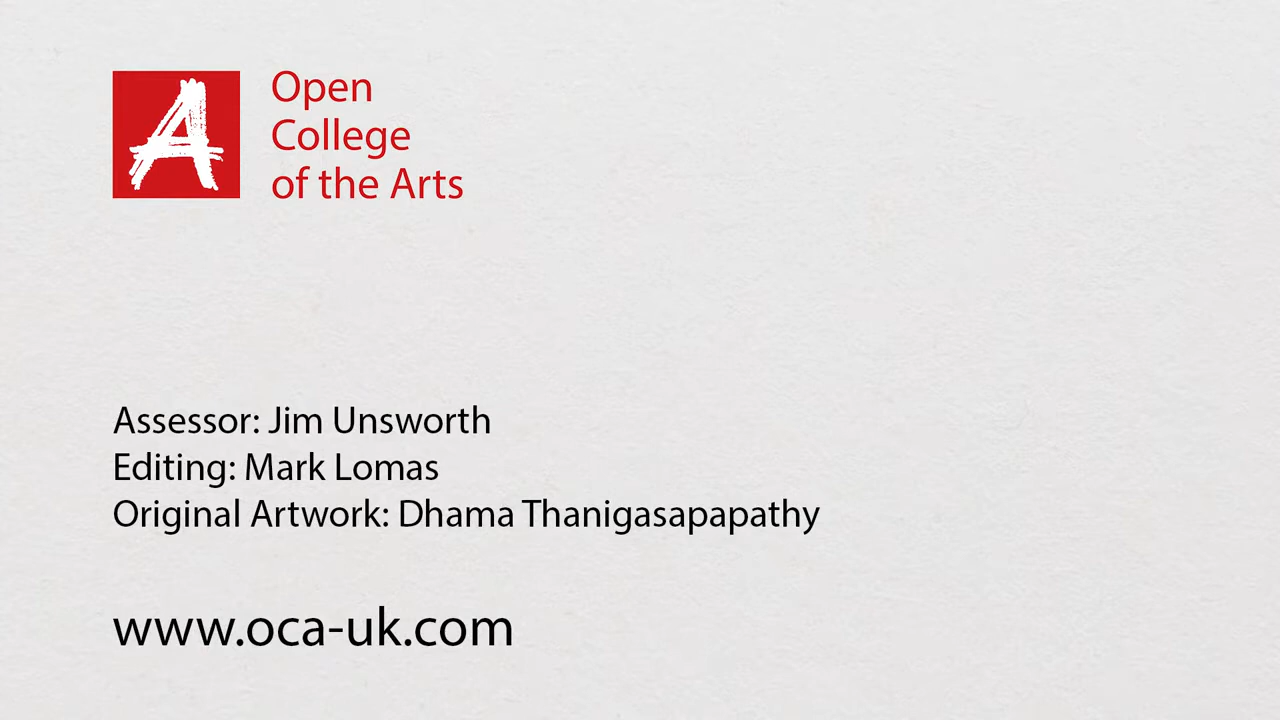 Open
College
of the Arts
Assessor: Jim Unsworth
Editing: Mark Lomas
Original Artwork: Dhama Thanigasapapathy
www.oca-uk.com